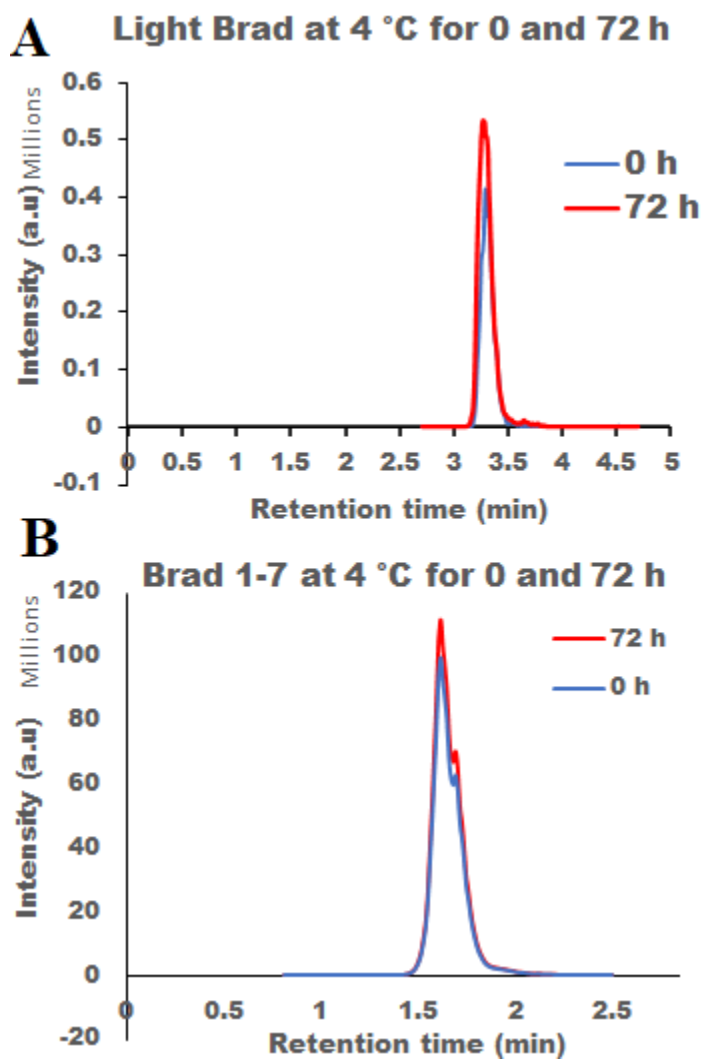 A
Light Brad at 4 °C for 0 and 72 h
Intensity (a.u) Millions
0.6
0.5
0.4
0.3
0.2
0.1
0
-0.1
0 h
72 h
0 0.5 1 1.5 2 2.5 3 3.5 4 4.5 5
Retention time (min)
B
Brad 1-7 at 4 °C for 0 and 72 h
Intensity (a.u) Millions
120
100
80
60
40
20
0
-20
72 h
0 h
0 1 1.5 2 2.5
Retention time (min)